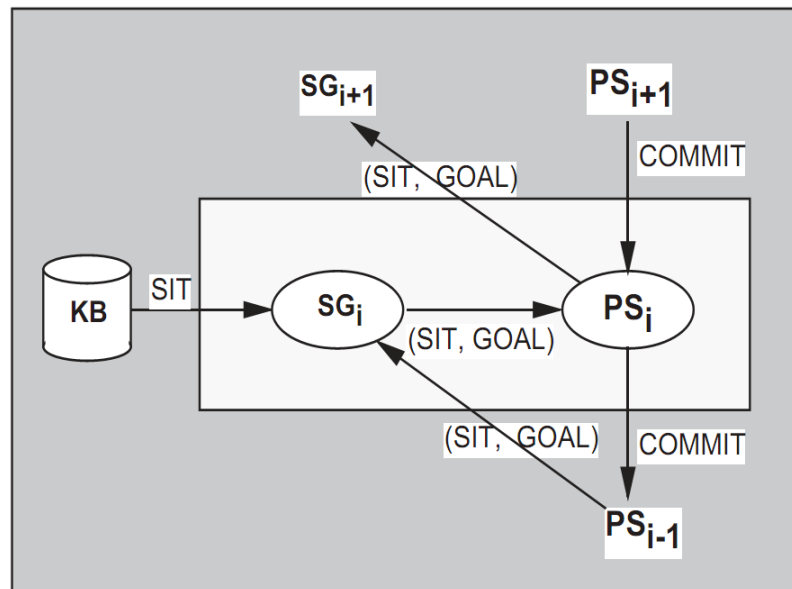 SGi+1
PSi+1
COMMIT
(SIT, GOAL)
SIT
KB
SGi
PSi
(SIT, GOAL)
(SIT, GOAL)
COMMIT
PSi-1